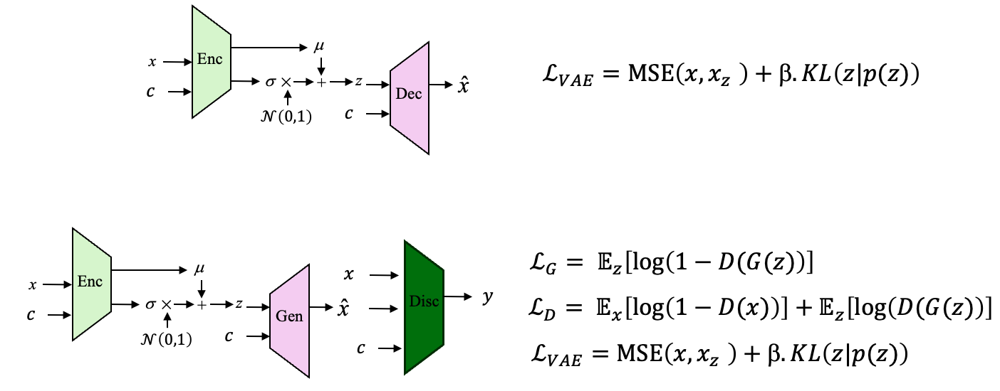 x
c
Enc
μ
σ × +
𝒩(0,1)
z
c
Dec
x̂
ℒ_VAE = MSE(x, x_z ) + β. KL(z|p(z))
x
c
Enc
μ
σ × +
𝒩(0,1)
z
c
Gen
x̂
x
c
Disc
y
ℒ_G = 𝔼_z[log(1 − D(G(z))]
ℒ_D = 𝔼_x[log(1 − D(x))] + 𝔼_z[log(D(G(z))]
ℒ_VAE = MSE(x, x_z ) + β. KL(z|p(z))